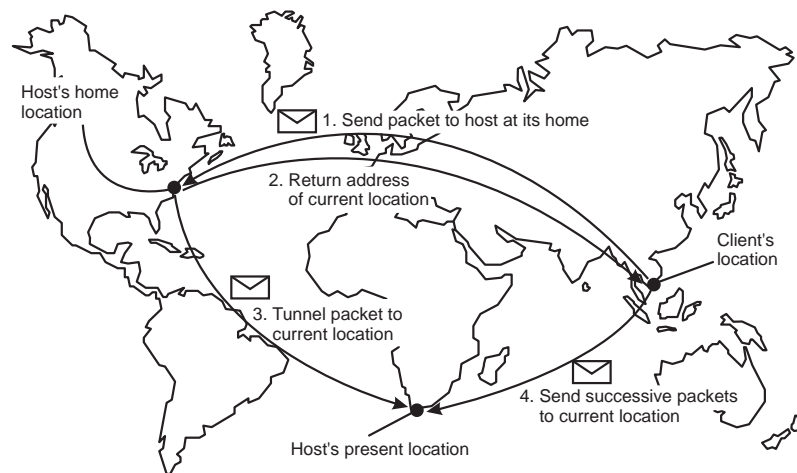 Host's home
location
1. Send packet to host at its home
2. Return address
of current location
Client's
location
3. Tunnel packet to
current location
4. Send successive packets
to current location
Host's present location